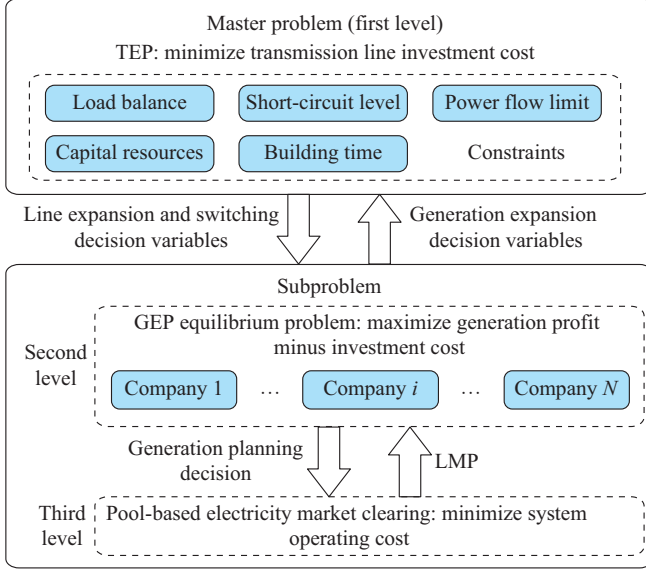 Master problem (first level)
TEP: minimize transmission line investment cost
Load balance
Short-circuit level
Power flow limit
Capital resources
Building time
Constraints
Line expansion and switching
decision variables
Generation expansion
decision variables
Subproblem
Second
level
GEP equilibrium problem: maximize generation profit
minus investment cost
Company 1
…
Company i
…
Company N
Generation planning
decision
LMP
Third
level
Pool-based electricity market clearing: minimize system
operating cost